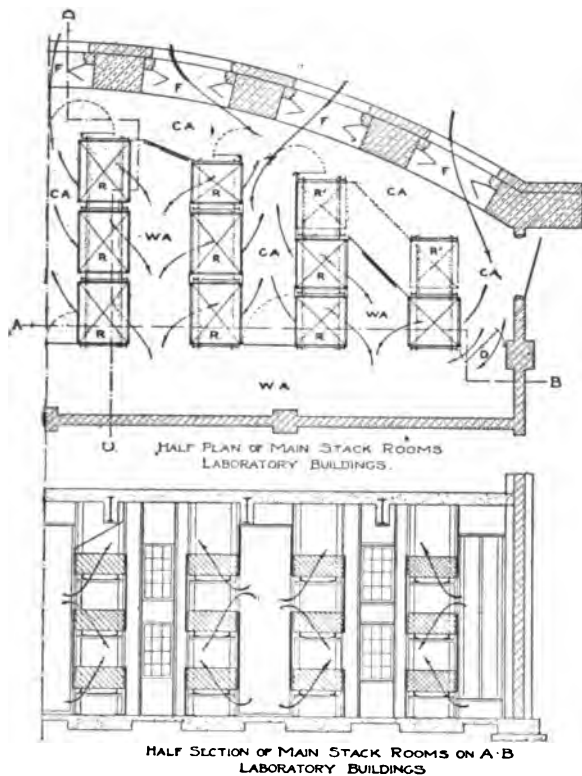 D
F
F
F
F
CA
CA
R
R
R'
CA
WA
CA
R'
CA
R
R
R
WA
R
R
R
A
D
B
WA
HALF PLAN OF MAIN STACK ROOMS
LABORATORY BUILDINGS.
HALF SECTION OF MAIN STACK ROOMS ON A·B
LABORATORY BUILDINGS